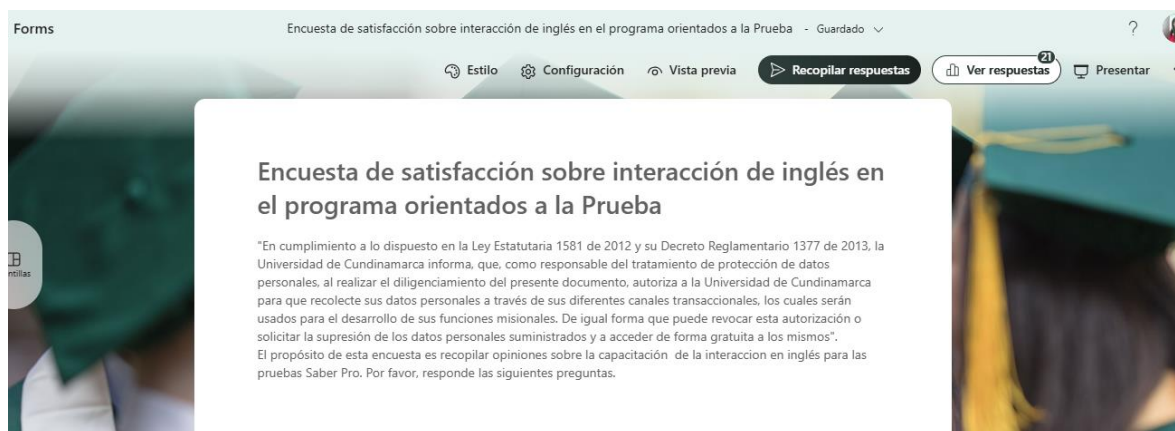 Forms
Encuesta de satisfacción sobre interacción de inglés en el programa orientados a la Prueba - Guardado
?
Estilo
Configuración
Vista previa
Recopilar respuestas
Ver respuestas
21
Presentar
Encuesta de satisfacción sobre interacción de inglés en
el programa orientados a la Prueba
"En cumplimiento a lo dispuesto en la Ley Estatutaria 1581 de 2012 y su Decreto Reglamentario 1377 de 2013, la
Universidad de Cundinamarca informa, que, como responsable del tratamiento de protección de datos
personales, al realizar el diligenciamiento del presente documento, autoriza a la Universidad de Cundinamarca
para que recolecte sus datos personales a través de sus diferentes canales transaccionales, los cuales serán
usados para el desarrollo de sus funciones misionales. De igual forma que puede revocar esta autorización o
solicitar la supresión de los datos personales suministrados y a acceder de forma gratuita a los mismos".
El propósito de esta encuesta es recopilar opiniones sobre la capacitación de la interaccion en inglés para las
pruebas Saber Pro. Por favor, responde las siguientes preguntas.
ntillas